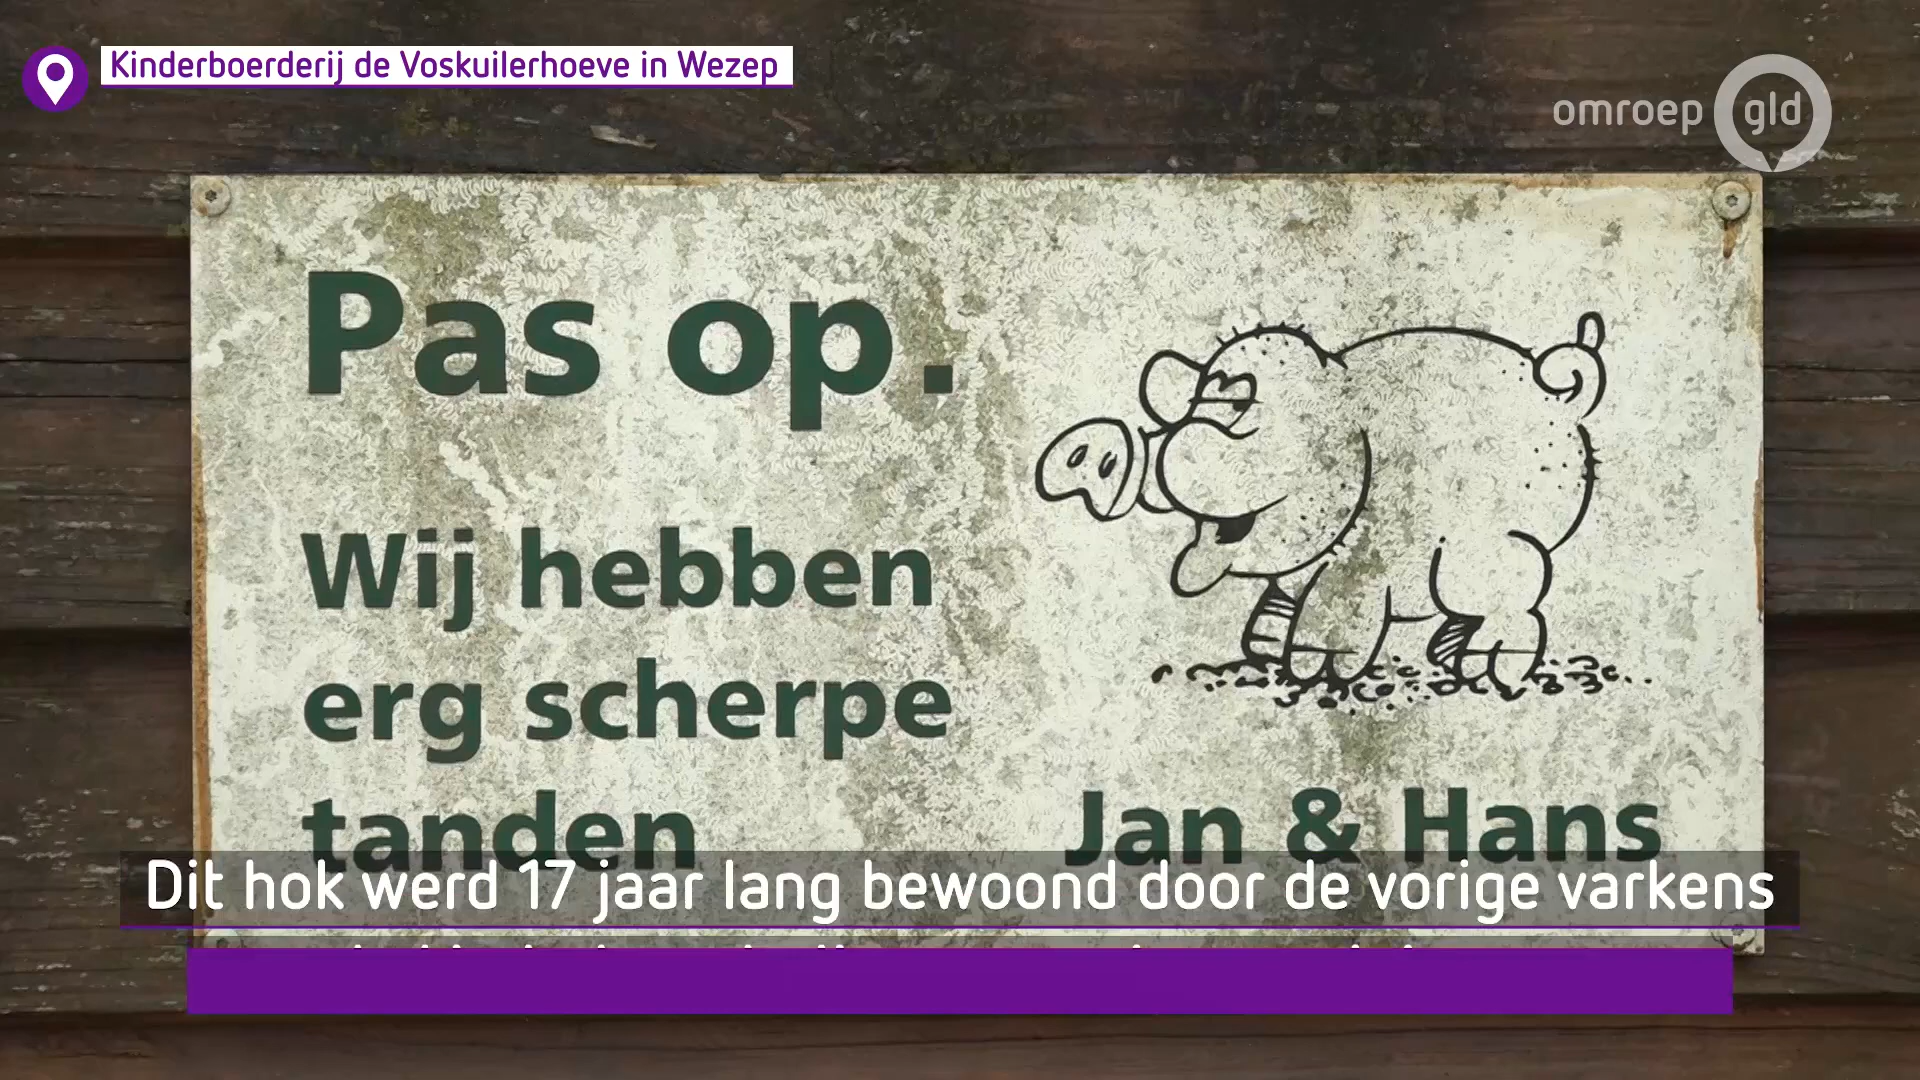 Kinderboerderij de Voskuilerhoeve in Wezep
omroep gld
Pas op.
Wij hebben
erg scherpe
tanden
Jan & Hans
Dit hok werd 17 jaar lang bewoond door de vorige varkens